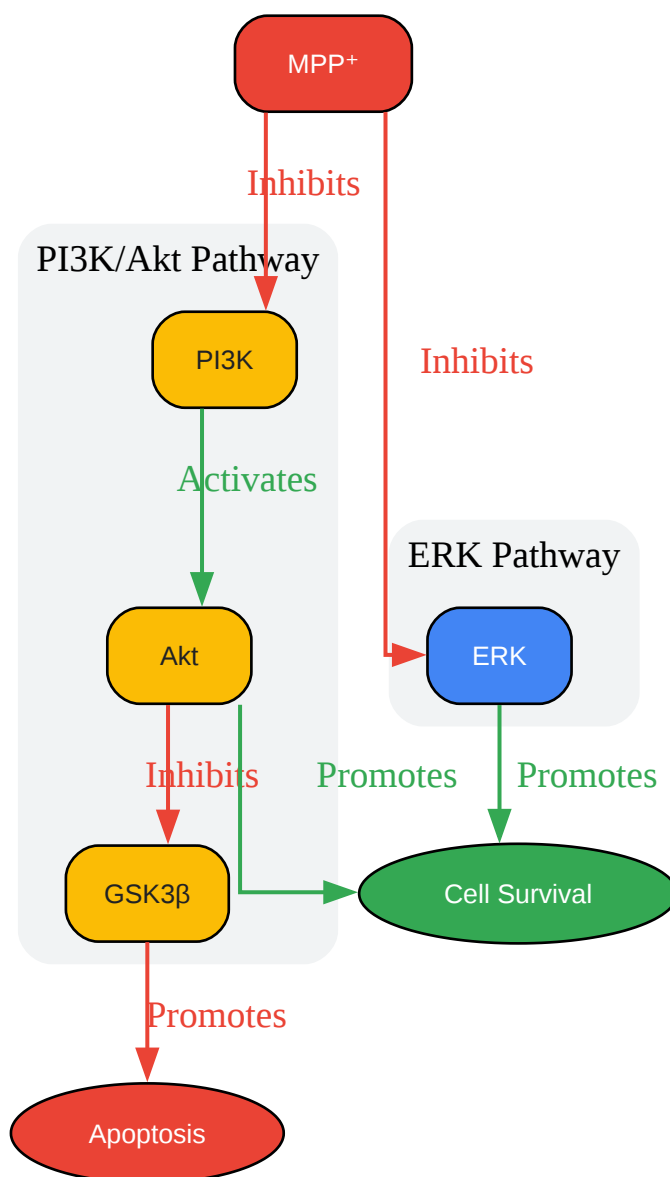 MPP⁺
Inhibits
PI3K/Akt Pathway
PI3K
Inhibits
Activates
ERK Pathway
Akt
ERK
Inhibits
Promotes
Promotes
GSK3β
Cell Survival
Promotes
Apoptosis